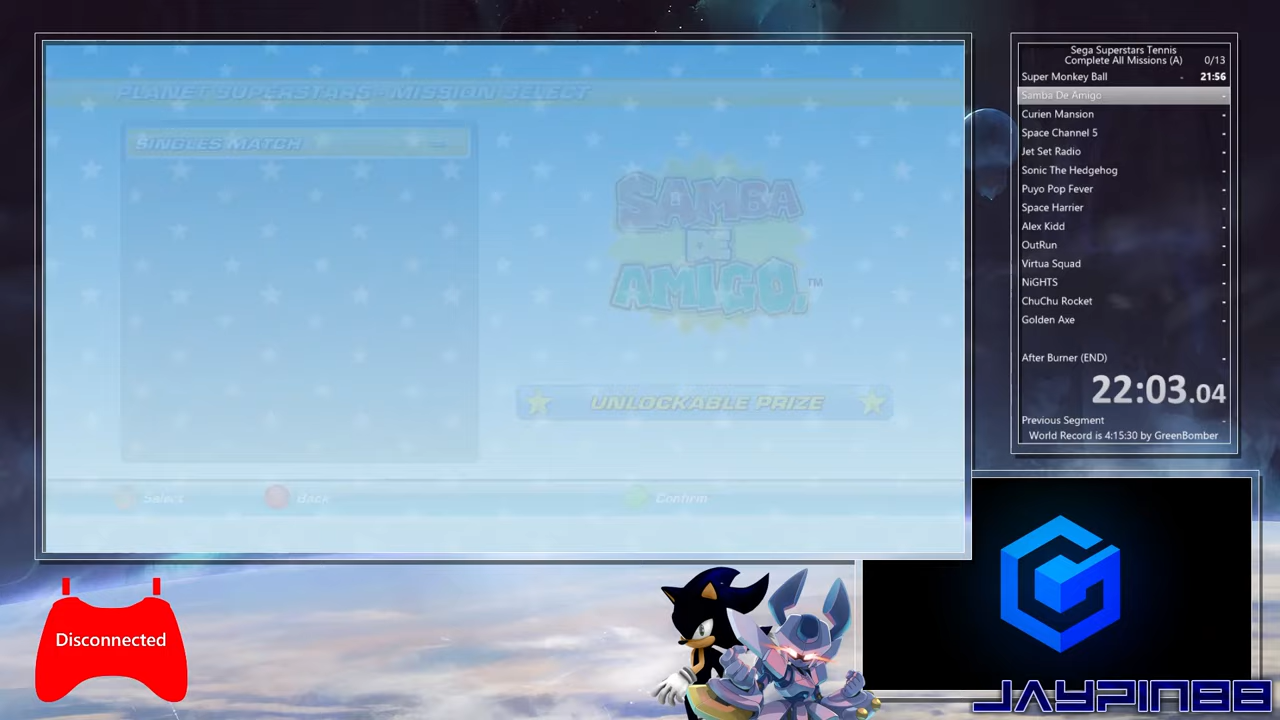 PLANET SUPERSTARS - MISSION SELECT
SINGLES MATCH
SAMBA
DE
AMIGO.™
UNLOCKABLE PRIZE
Select
Back
Confirm
Sega Superstars Tennis
Complete All Missions (A) 0/13
Super Monkey Ball - 21:56
Samba De Amigo -
Curien Mansion -
Space Channel 5 -
Jet Set Radio -
Sonic The Hedgehog -
Puyo Pop Fever -
Space Harrier -
Alex Kidd -
OutRun -
Virtua Squad -
NiGHTS -
ChuChu Rocket -
Golden Axe -
After Burner (END) -
22:03.04
Previous Segment -
World Record is 4:15:30 by GreenBomber
Disconnected
JAYPIN88